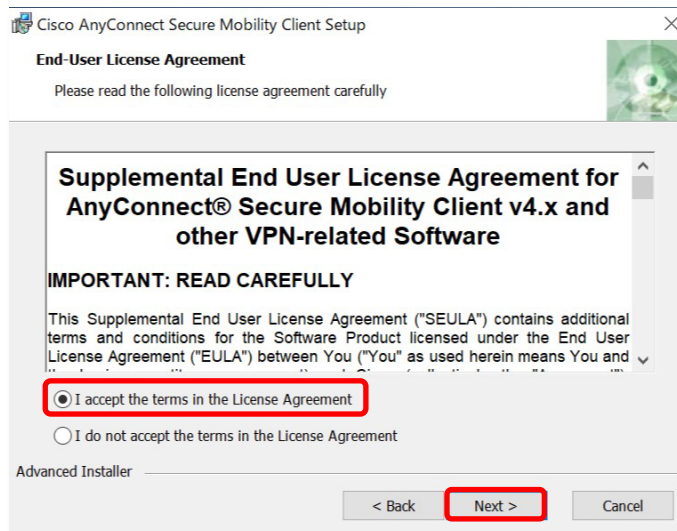 Cisco AnyConnect Secure Mobility Client Setup
End-User License Agreement
Please read the following license agreement carefully
Supplemental End User License Agreement for
AnyConnect® Secure Mobility Client v4.x and
other VPN-related Software
IMPORTANT: READ CAREFULLY
This Supplemental End User License Agreement ("SEULA") contains additional
terms and conditions for the Software Product licensed under the End User
License Agreement ("EULA") between You ("You" as used herein means You and
I accept the terms in the License Agreement
I do not accept the terms in the License Agreement
Advanced Installer
< Back Next > Cancel